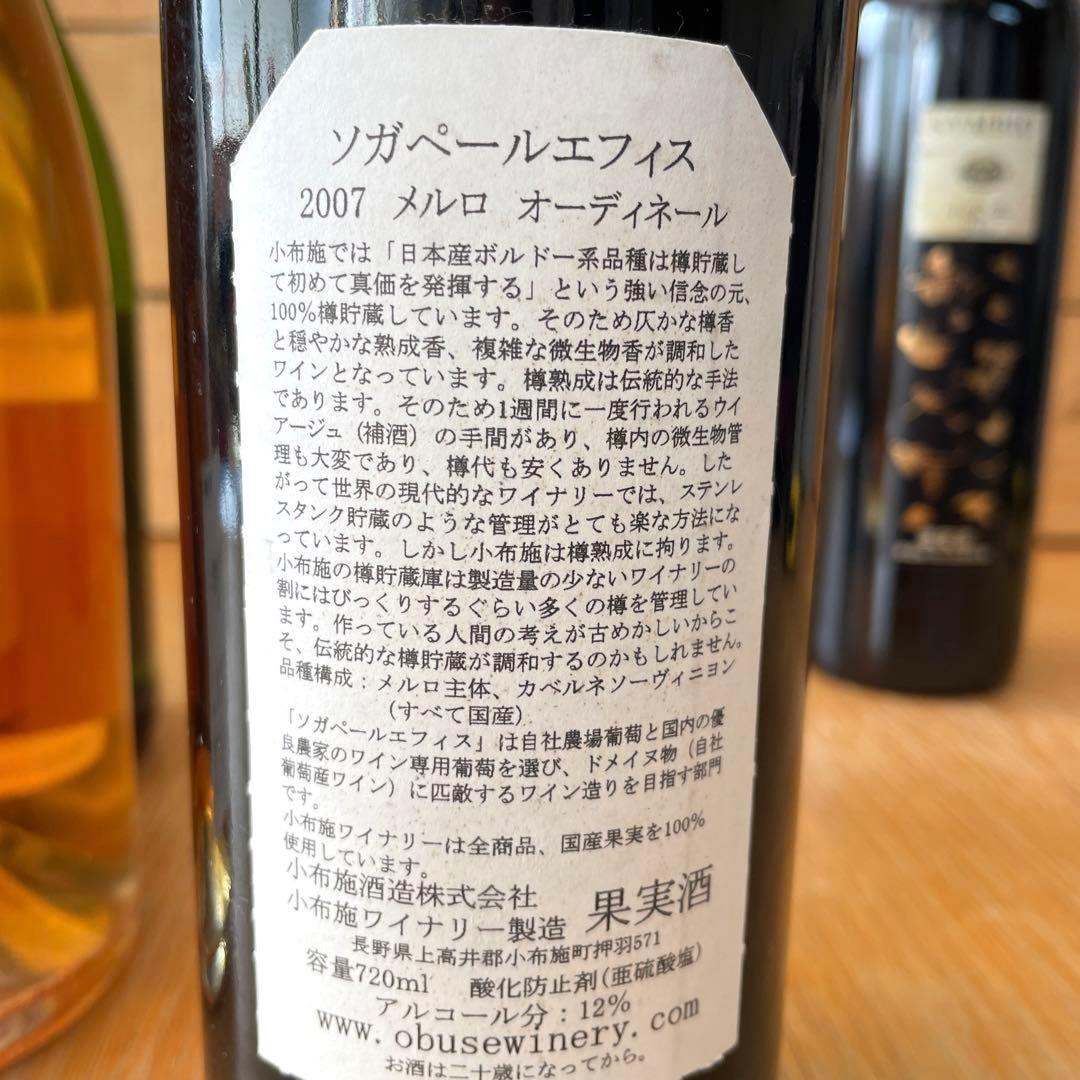 ソガペールエフィス
2007 メルロ オーディネール
小布施では「日本産ボルドー系品種は樽貯蔵し
て初めて真価を発揮する」という強い信念の元、
100%樽貯蔵しています。そのため仄かな樽香
と穏やかな熟成香、複雑な微生物香が調和した
ワインとなっています。樽熟成は伝統的な手法
であります。そのため1週間に一度行われるウイ
アージュ(補酒)の手間があり、樽内の微生物管
理も大変であり、樽代も安くありません。した
がって世界の現代的なワイナリーでは、ステンレ
スタンク貯蔵のような管理がとても楽な方法にな
っています。しかし小布施は樽熟成に拘ります。
小布施の樽貯蔵庫は製造量の少ないワイナリーの
割にはびっくりするぐらい多くの樽を管理してい
ます。作っている人間の考えが古めかしいからこ
そ、伝統的な樽貯蔵が調和するのかもしれません。
品種構成:メルロ主体、カベルネソーヴィニヨン
(すべて国産)
「ソガペールエフィス」は自社農場葡萄と国内の優
良農家のワイン専用葡萄を選び、ドメイヌ物(自社
葡萄産ワイン)に匹敵するワイン造りを目指す部門
です。
小布施ワイナリーは全商品、国産果実を100%
使用しています。
小布施酒造株式会社
小布施ワイナリー製造 果実酒
長野県上高井郡小布施町押羽571
容量720ml 酸化防止剤(亜硫酸塩)
アルコール分:12%
www.obusewinery.com
お酒は二十歳になってから。